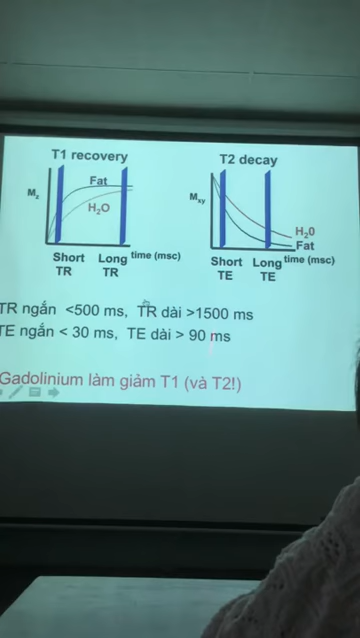 T1 recovery
Fat
Mz
H2O
Short TR
Long TR
time (msc)
T2 decay
Mxy
H20
Fat
Short TE
Long TE
time (msc)
TR ngắn <500 ms, TR dài >1500 ms
TE ngắn < 30 ms, TE dài > 90 ms
Gadolinium làm giảm T1 (và T2!)